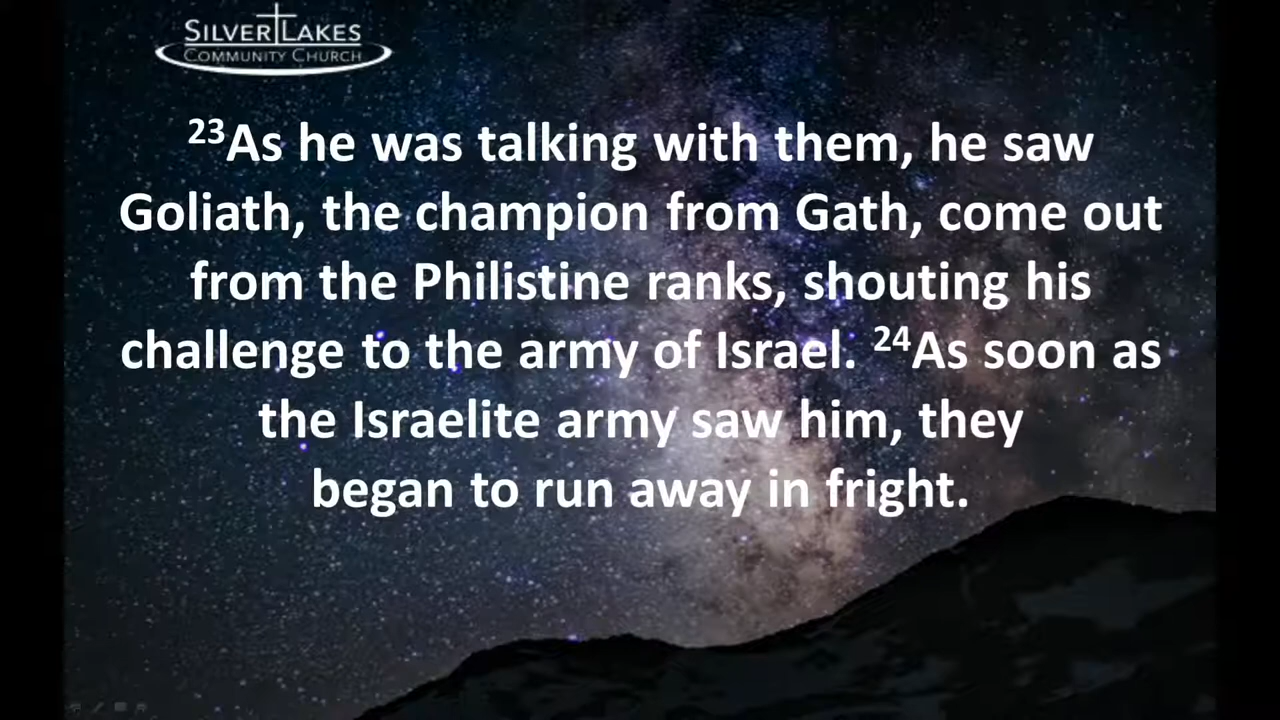 SILVER LAKES
COMMUNITY CHURCH
23As he was talking with them, he saw
Goliath, the champion from Gath, come out
from the Philistine ranks, shouting his
challenge to the army of Israel. 24As soon as
the Israelite army saw him, they
began to run away in fright.